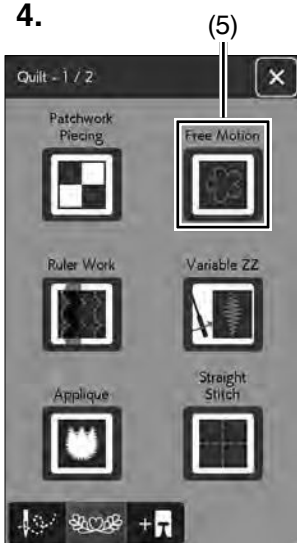 4.
(5)
Quilt - 1 / 2
Patchwork
Piecing
Free Motion
Ruler Work
Variable ZZ
Applique
Straight
Stitch